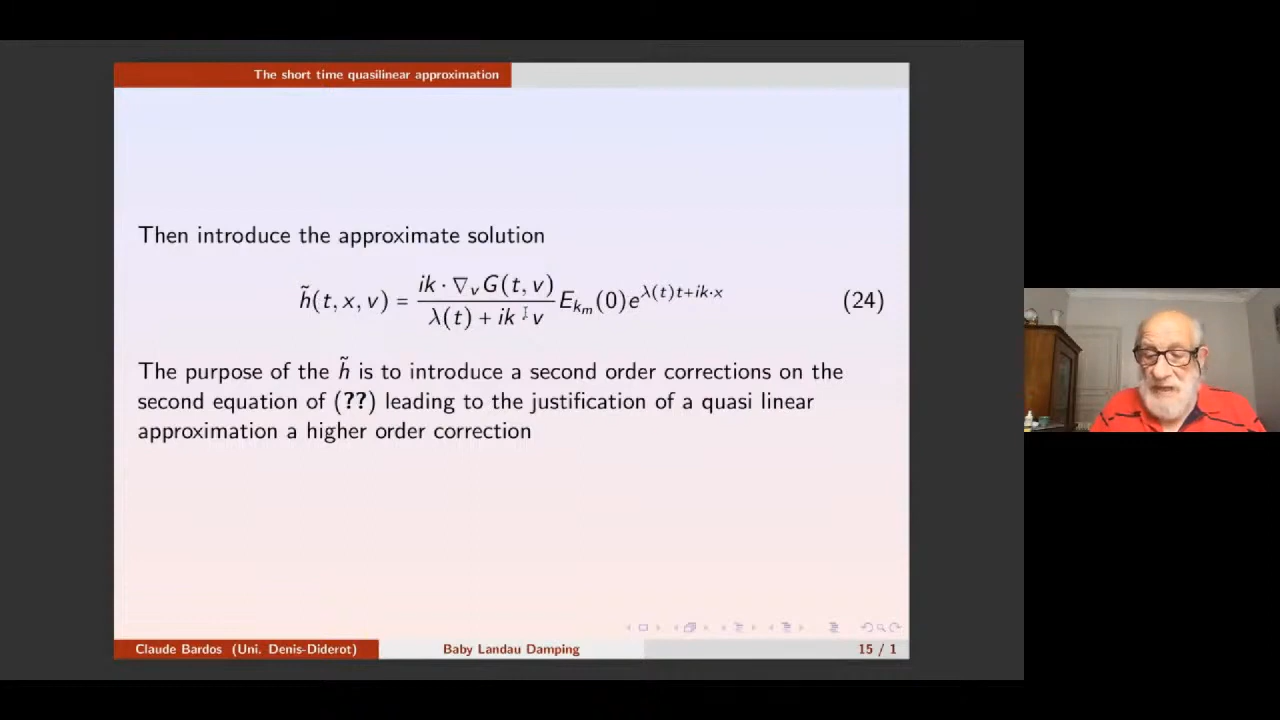 The short time quasilinear approximation
Then introduce the approximate solution
h̃(t, x, v) = \frac{ik · ∇_v G(t, v)}{λ(t) + ik · v} E_{k_m}(0)e^{λ(t)t+ik·x} (24)
The purpose of the h̃ is to introduce a second order corrections on the
second equation of (??) leading to the justification of a quasi linear
approximation a higher order correction
Claude Bardos (Uni. Denis-Diderot) Baby Landau Damping 15 / 1